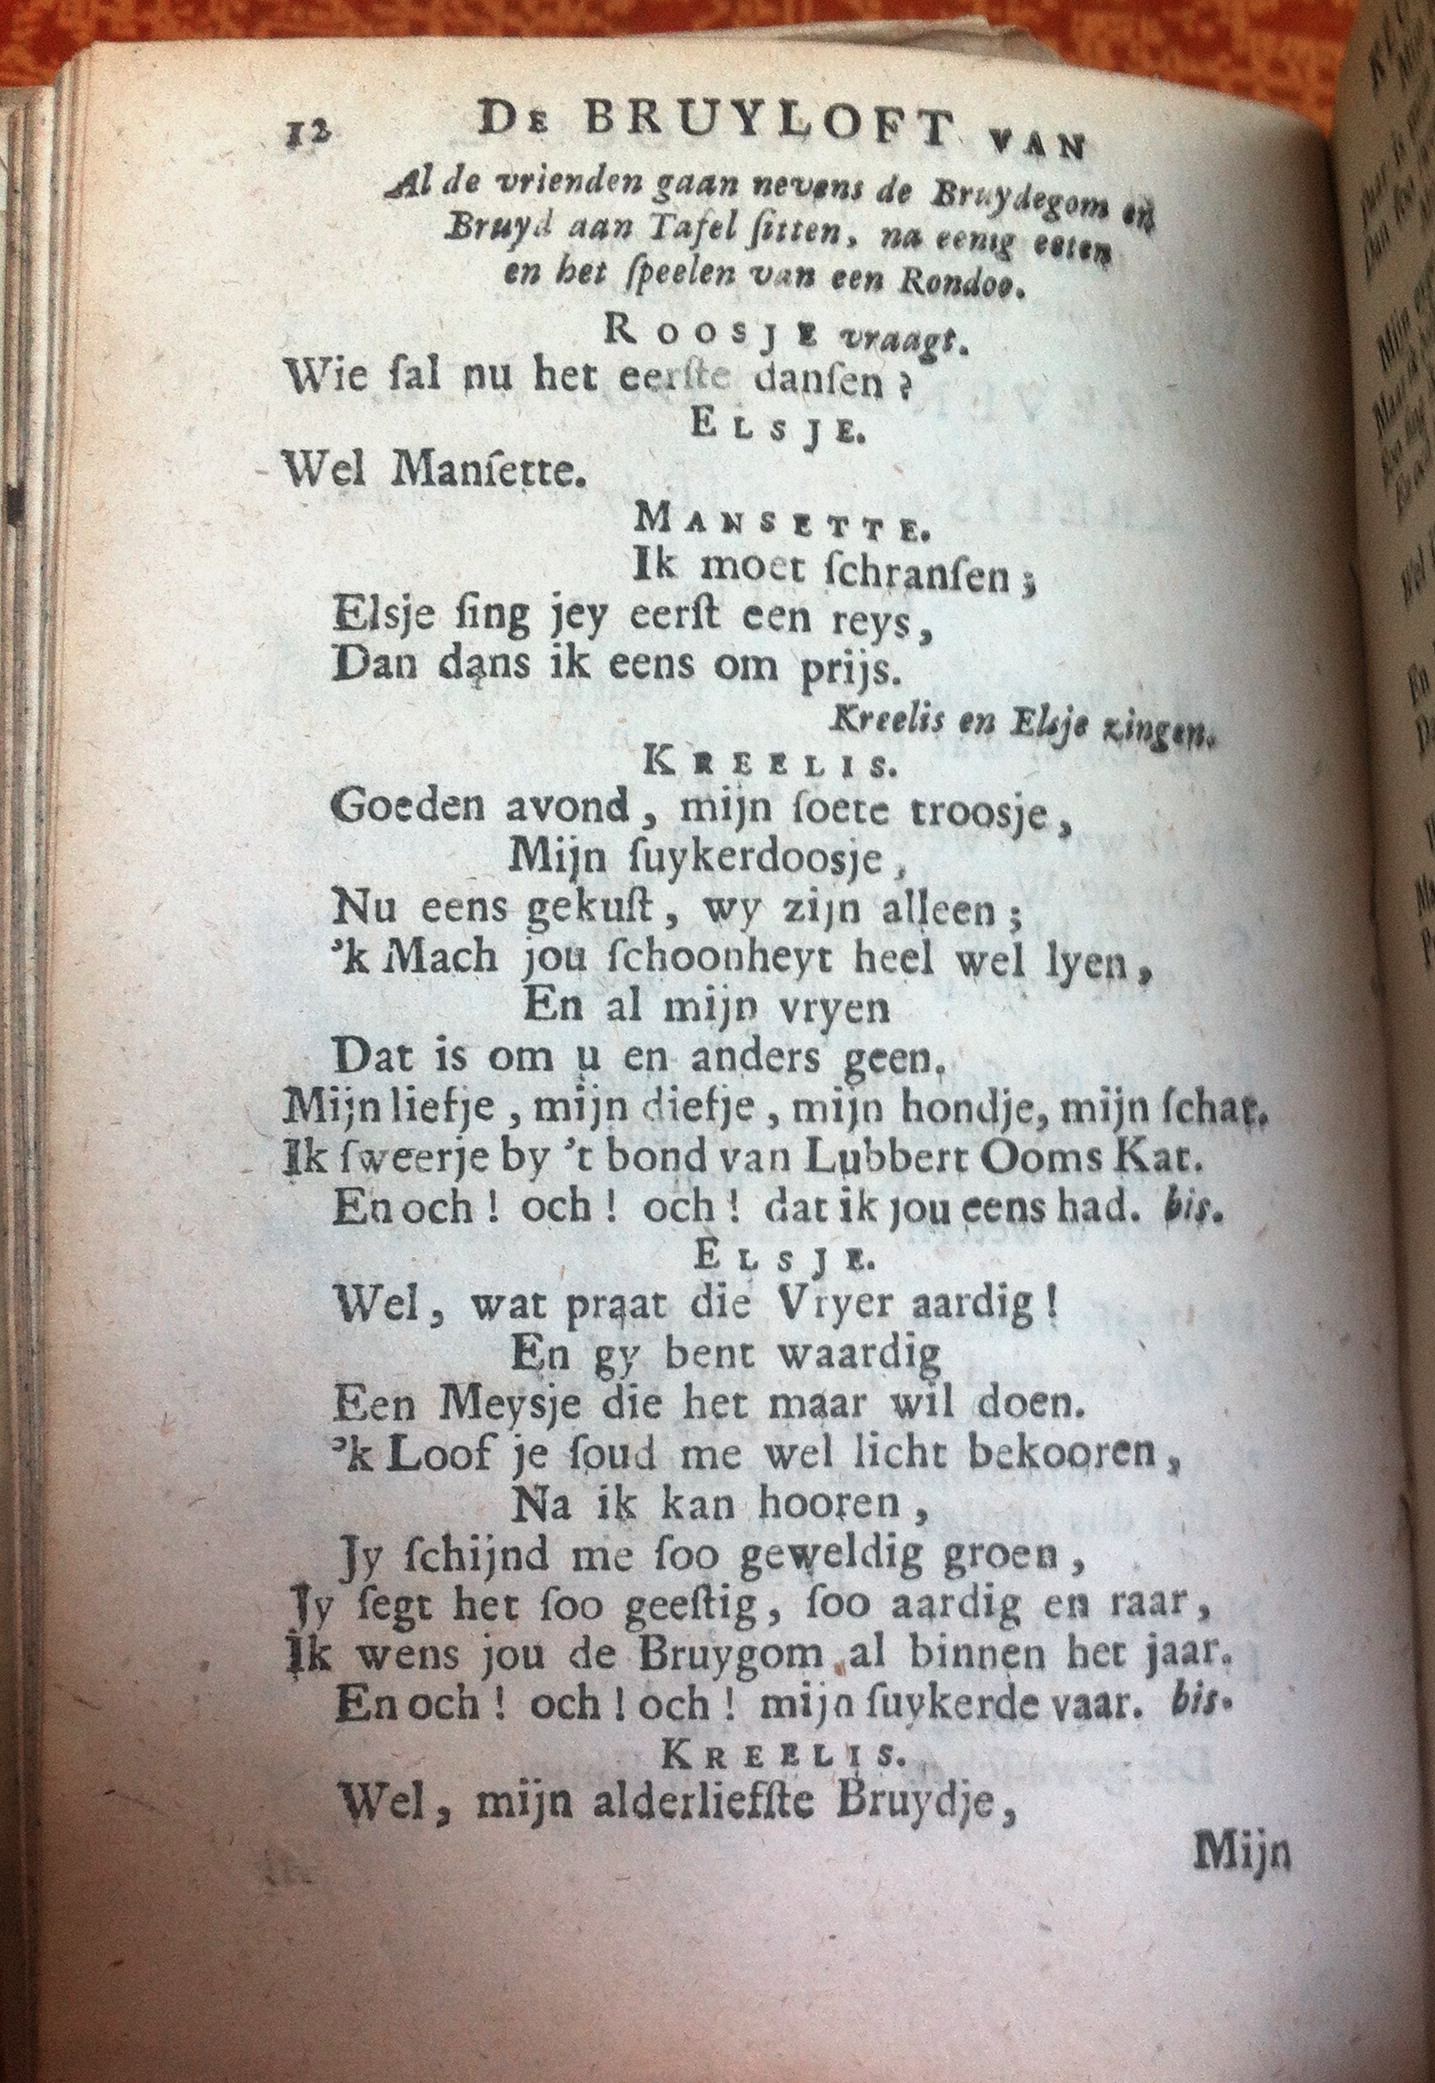 12 DE BRUYLOFT VAN
Al de vrienden gaan nevens de Bruydegom en
Bruyd aan Tafel ſitten, na eenig eeten
en het ſpeelen van een Rondoo.
ROOSJE vraagt.
Wie ſal nu het eerſte danſen?
ELSJE.
Wel Manſette.
MANSETTE.
Ik moet ſchranſen;
Elsje ſing jey eerſt een reys,
Dan dans ik eens om prijs.
Kreelis en Elsje zingen.
KREELIS.
Goeden avond, mijn ſoete troosje,
Mijn ſuykerdoosje,
Nu eens gekuſt, wy zijn alleen;
'k Mach jou ſchoonheyt heel wel lyen,
En al mijn vryen
Dat is om u en anders geen.
Mijn liefje, mijn diefje, mijn hondje, mijn ſchat.
Ik ſweerje by 't bond van Lubbert Ooms Kat.
En och! och! och! dat ik jou eens had. bis.
ELSJE.
Wel, wat praat die Vryer aardig!
En gy bent waardig
Een Meysje die het maar wil doen.
'k Loof je ſoud me wel licht bekooren,
Na ik kan hooren,
Jy ſchijnd me ſoo geweldig groen,
Jy ſegt het ſoo geeſtig, ſoo aardig en raar,
Ik wens jou de Bruygom al binnen het jaar.
En och! och! och! mijn ſuykerde vaar. bis.
KREELIS.
Wel, mijn alderliefſte Bruydje,
Mijn